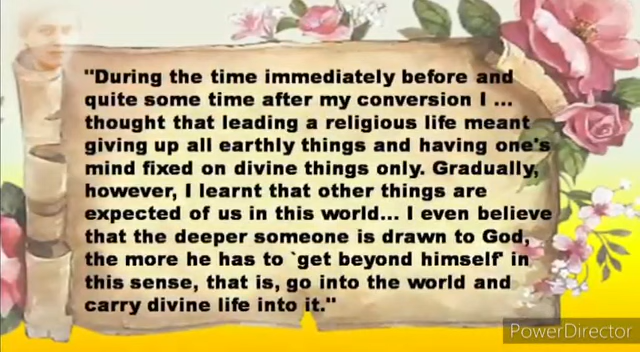 "During the time immediately before and
quite some time after my conversion I ...
thought that leading a religious life meant
giving up all earthly things and having one's
mind fixed on divine things only. Gradually,
however, I learnt that other things are
expected of us in this world... I even believe
that the deeper someone is drawn to God,
the more he has to `get beyond himself' in
this sense, that is, go into the world and
carry divine life into it."
PowerDirector